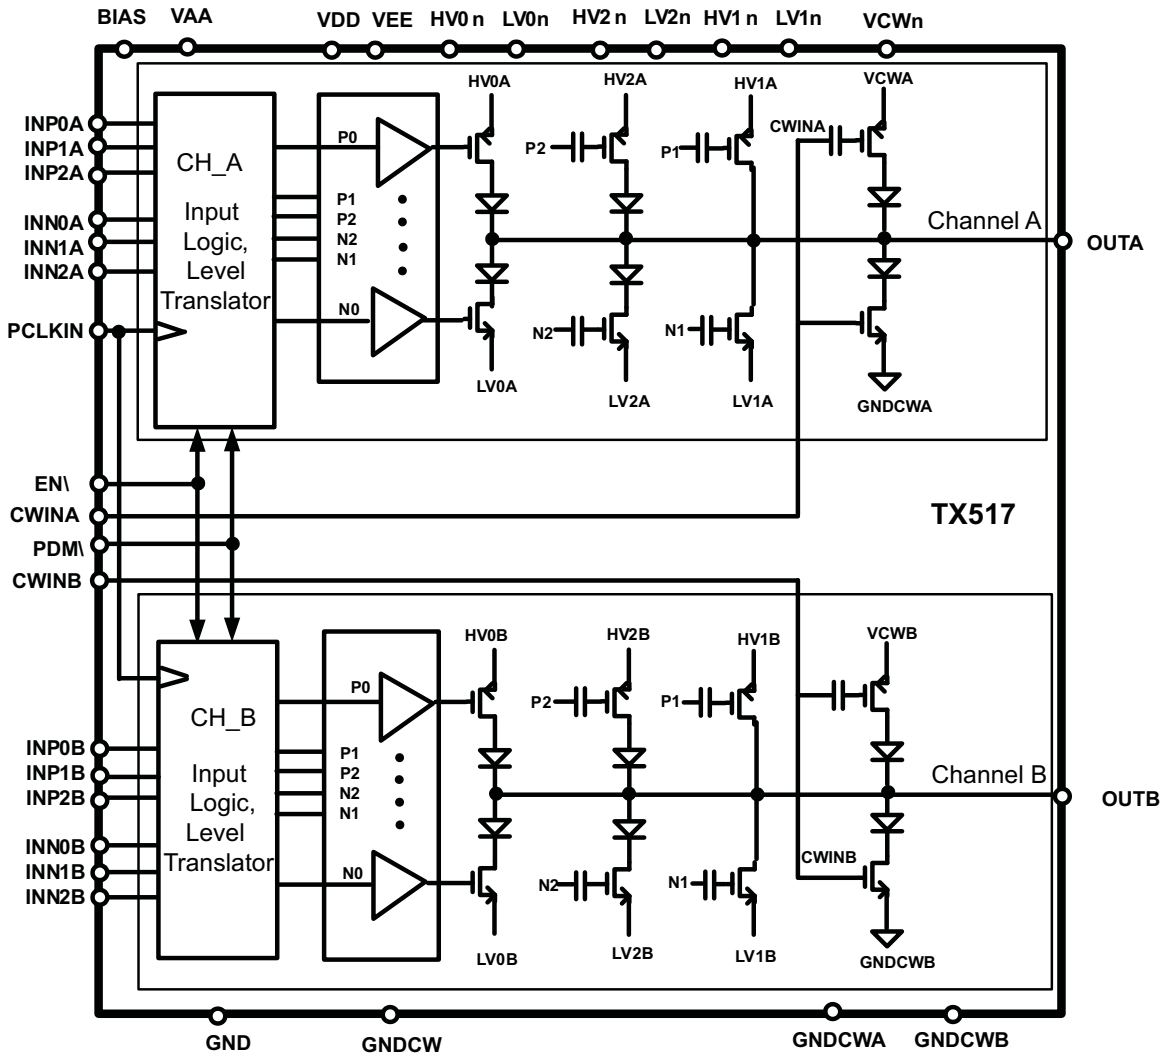 BIAS VAA VDD VEE HV0 n LV0n HV2 n LV2n HV1 n LV1n VCWn
HV0A HV2A HV1A VCWA
INP0A
INP1A
INP2A
INN0A
INN1A
INN2A
PCLKIN
CH_A
Input
Logic,
Level
Translator
P0
P1
P2
N2
N1
N0
P2
P1
CWINA
N2
N1
LV0A LV2A LV1A GNDCWA
Channel A
OUTA
EN\
CWINA
PDM\
CWINB
TX517
HV0B HV2B HV1B VCWB
INP0B
INP1B
INP2B
INN0B
INN1B
INN2B
CH_B
Input
Logic,
Level
Translator
P0
P1
P2
N2
N1
N0
P2
P1
N2
N1
CWINB
LV0B LV2B LV1B GNDCWB
Channel B
OUTB
GND GNDCW GNDCWA GNDCWB